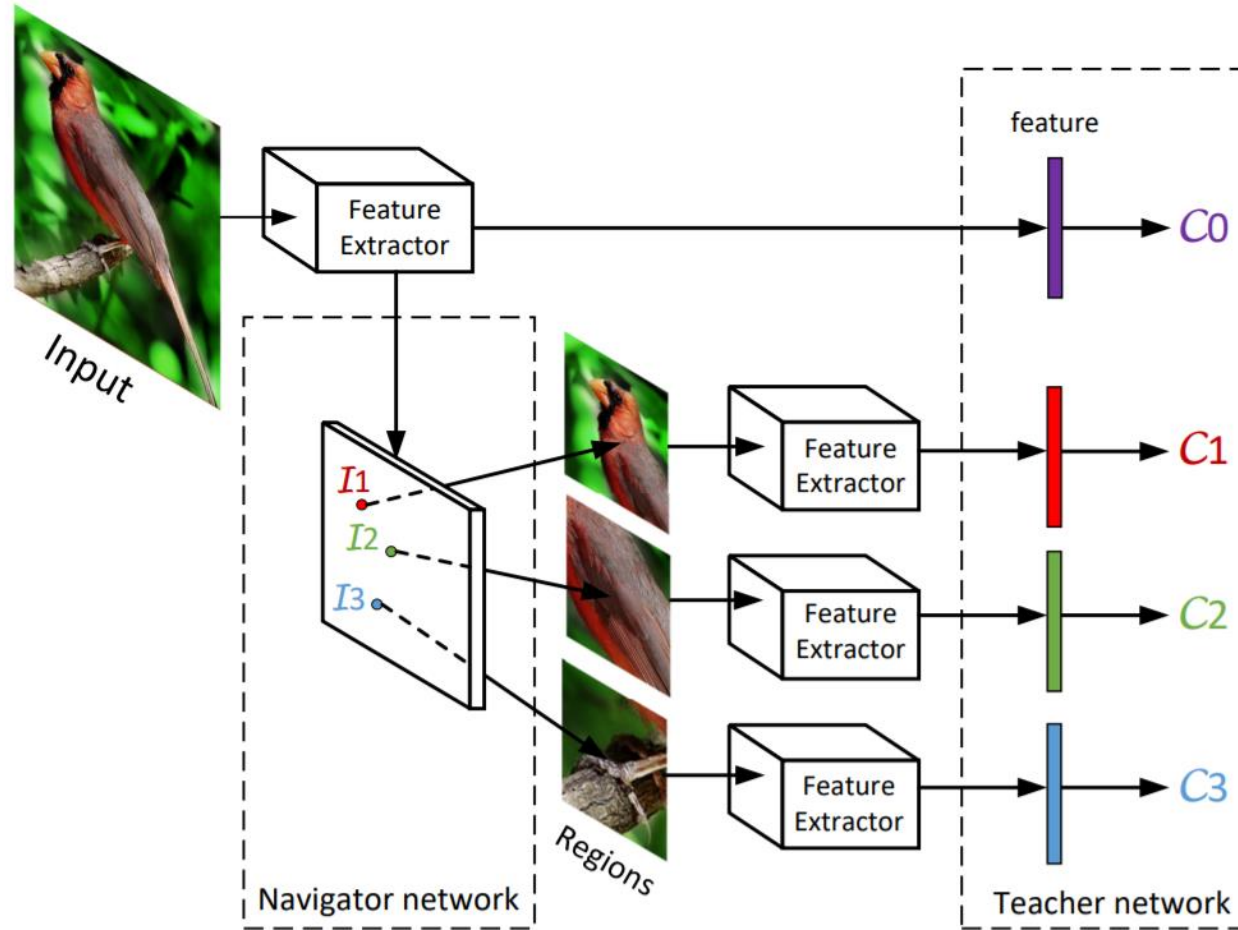 feature
Feature
Extractor
C0
Input
I1
I2
I3
Feature
Extractor
C1
Feature
Extractor
C2
Feature
Extractor
C3
Regions
Navigator network
Teacher network